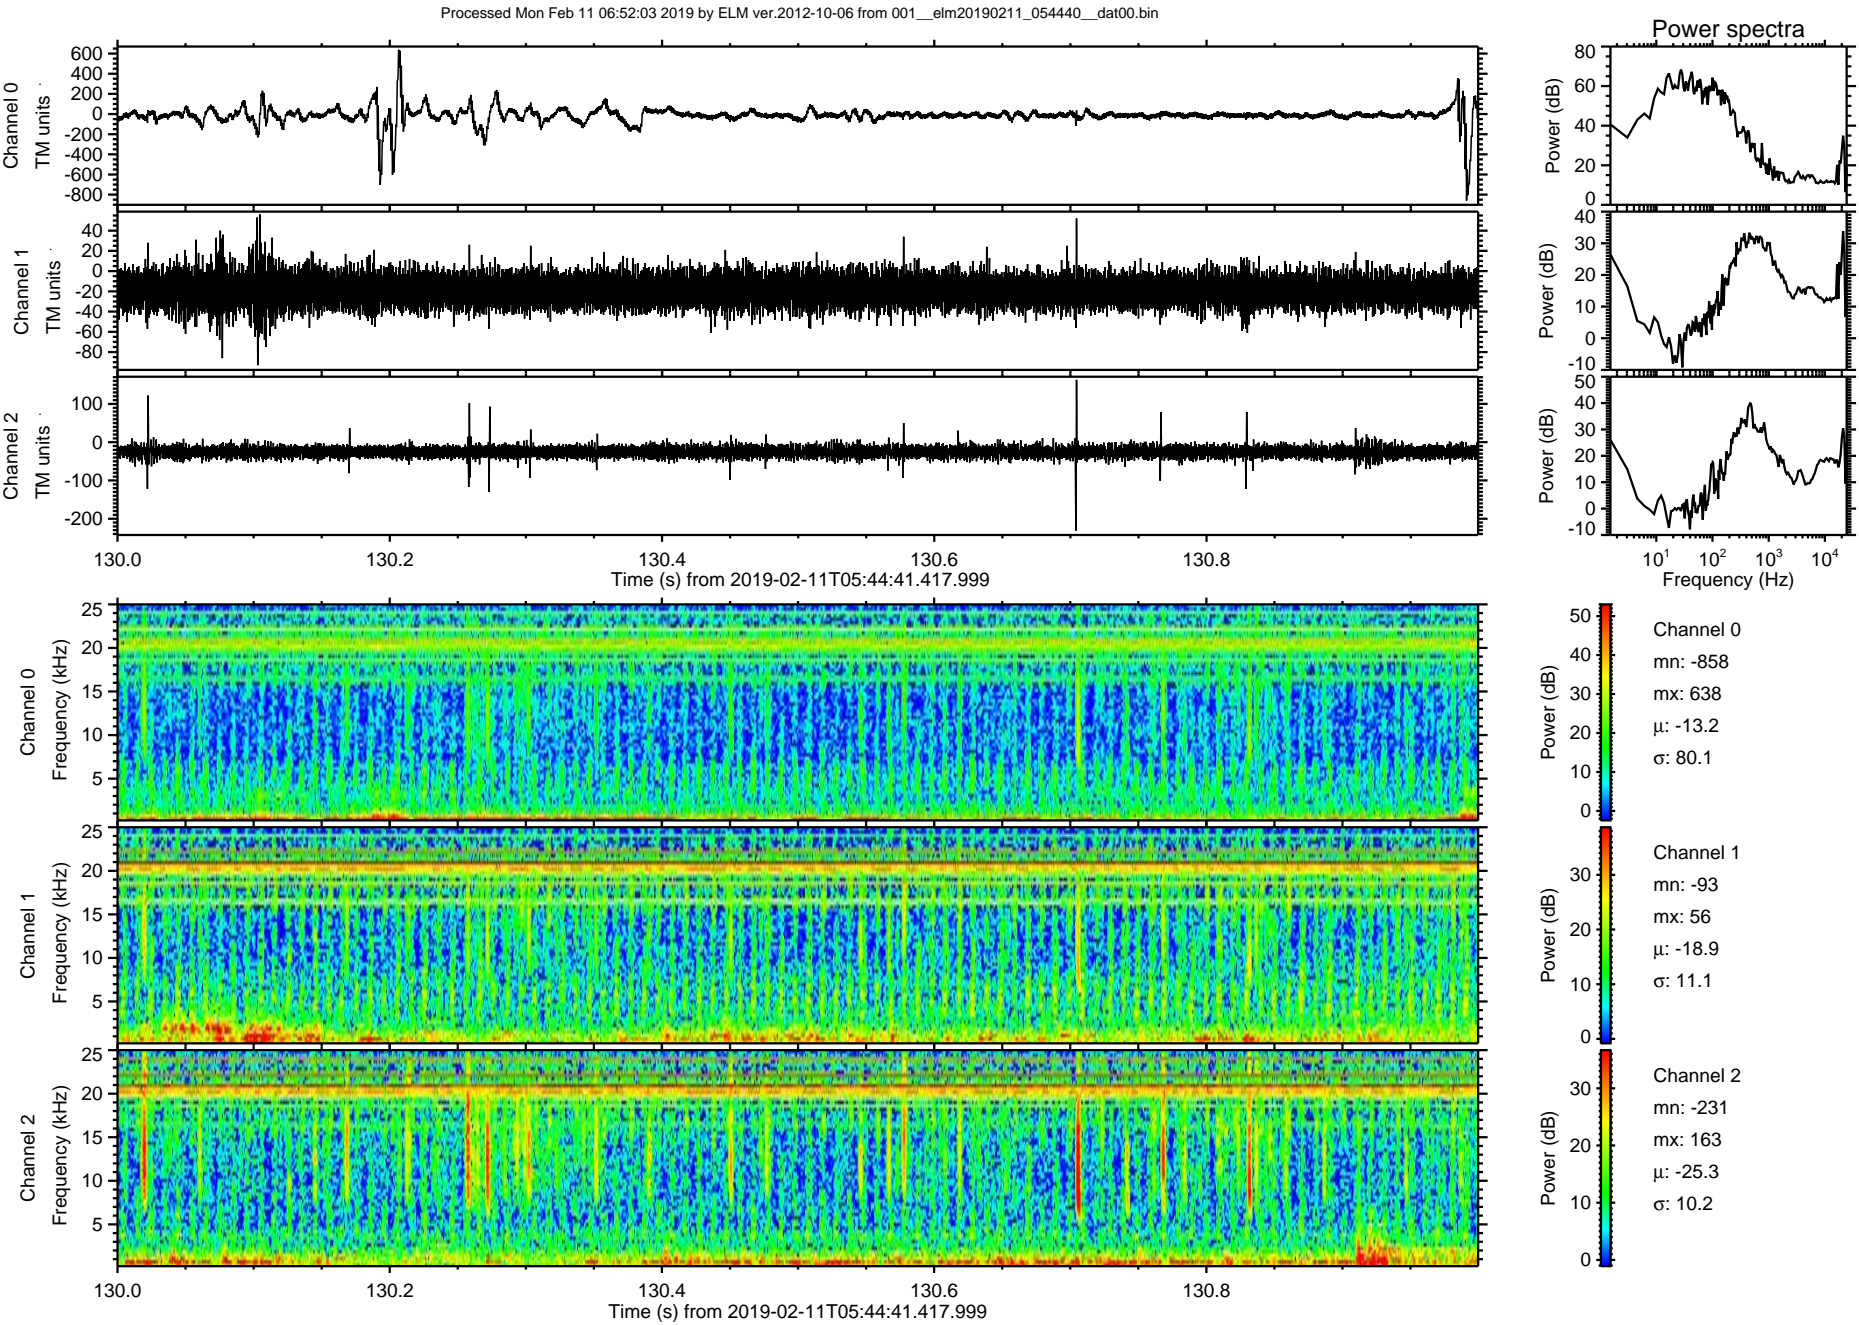 Processed Mon Feb 11 06:52:03 2019 by ELM ver.2012-10-06 from 001__elm20190211_054440__dat00.bin
Power spectra
Channel 0
TM units
600
400
200
0
-200
-400
-600
-800
Power (dB)
80
60
40
20
0
Channel 1
TM units
40
20
0
-20
-40
-60
-80
Power (dB)
40
30
20
10
0
-10
Channel 2
TM units
100
0
-100
-200
Power (dB)
50
40
30
20
10
0
-10
130.0 130.2 130.4 130.6 130.8
Time (s) from 2019-02-11T05:44:41.417.999
10¹ 10² 10³ 10⁴
Frequency (Hz)
Channel 0
Frequency (kHz)
25
20
15
10
5
Power (dB)
50
40
30
20
10
0
Channel 0
mn: -858
mx: 638
μ: -13.2
σ: 80.1
Channel 1
Frequency (kHz)
25
20
15
10
5
Power (dB)
30
20
10
0
Channel 1
mn: -93
mx: 56
μ: -18.9
σ: 11.1
Channel 2
Frequency (kHz)
25
20
15
10
5
Power (dB)
30
20
10
0
Channel 2
mn: -231
mx: 163
μ: -25.3
σ: 10.2
130.0 130.2 130.4 130.6 130.8
Time (s) from 2019-02-11T05:44:41.417.999